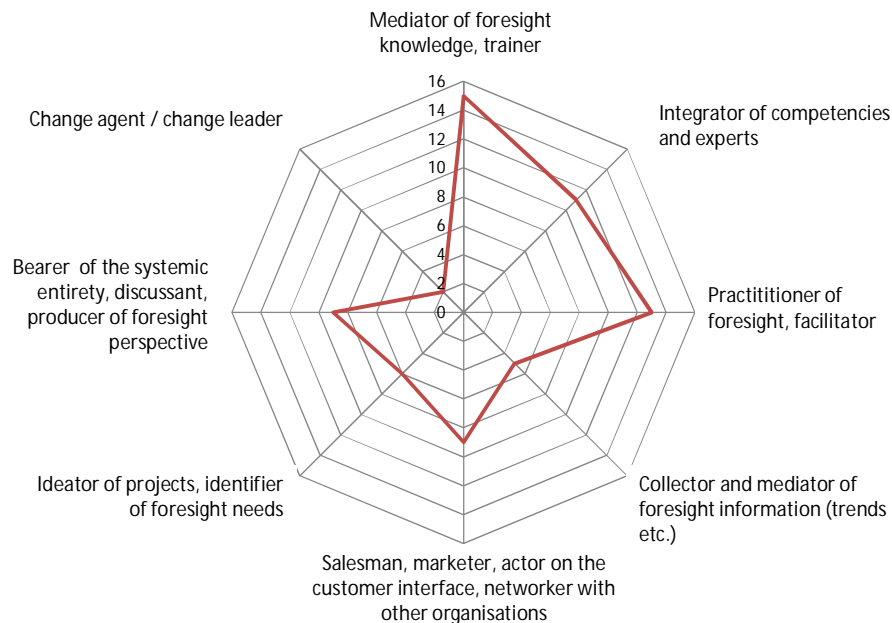 Mediator of foresight
knowledge, trainer
Integrator of competencies
and experts
Practititioner of
foresight, facilitator
Collector and mediator of
foresight information (trends
etc.)
Salesman, marketer, actor on the
customer interface, networker with
other organisations
Ideator of projects, identifier
of foresight needs
Bearer of the systemic
entirety, discussant,
producer of foresight
perspective
Change agent / change leader
16
14
12
10
8
6
4
2
0